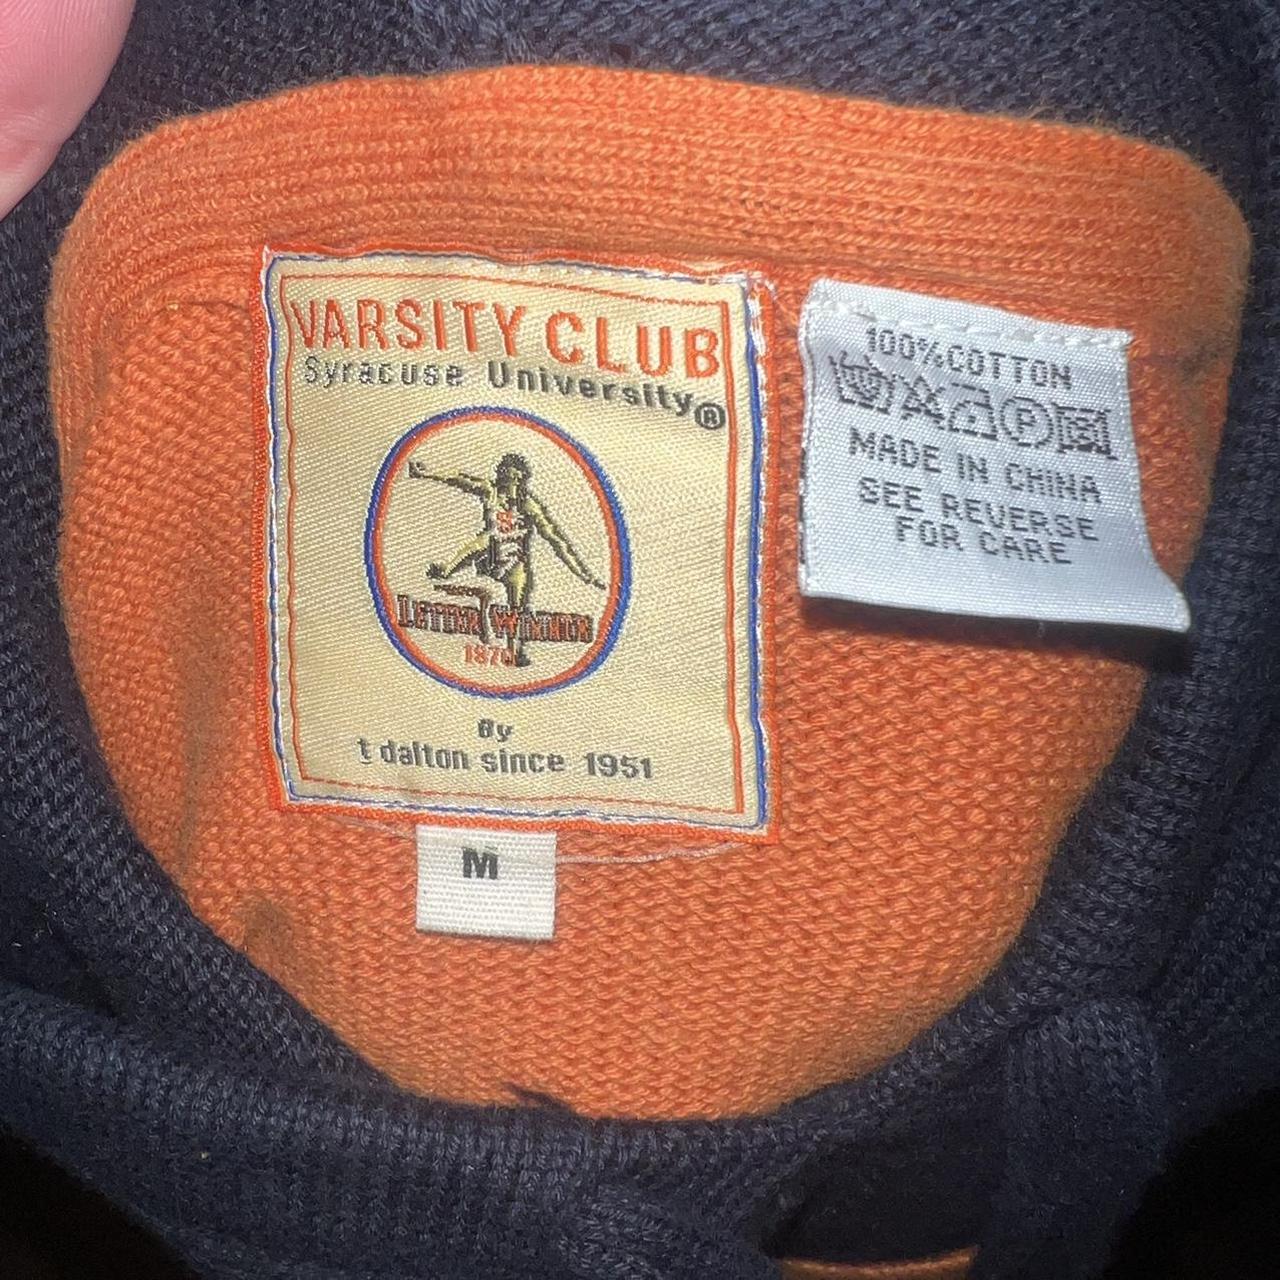 VARSITY CLUB
Syracuse University®
LETTER WINNER
1870
By
t dalton since 1951
M
100% COTTON
P
MADE IN CHINA
SEE REVERSE
FOR CARE